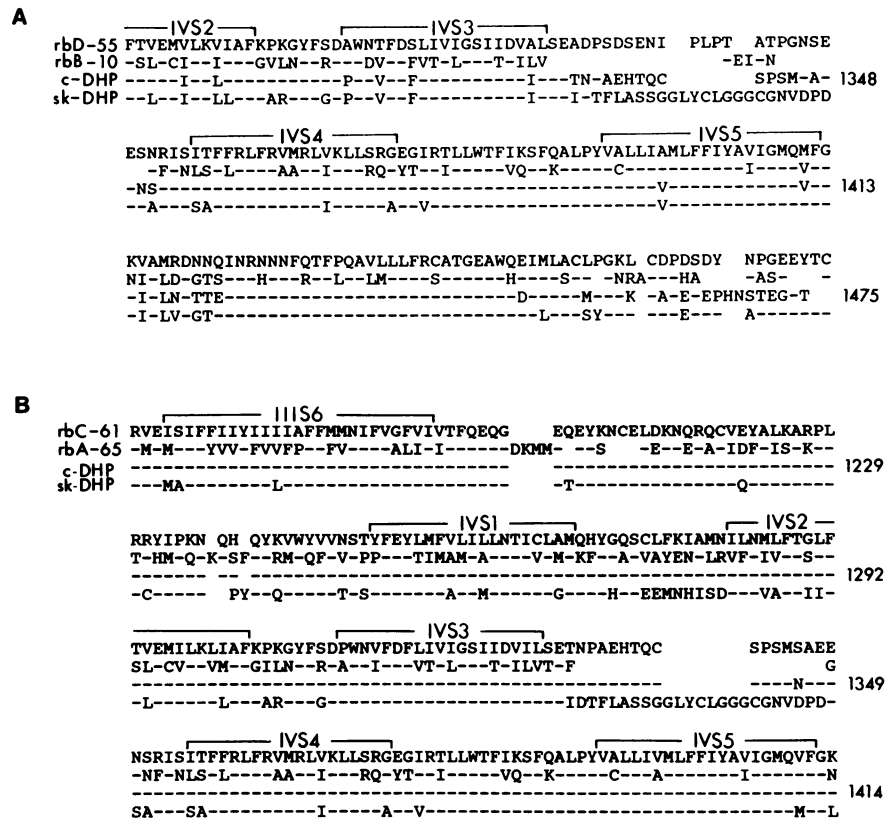 A
IVS2 IVS3
rbD-55 FTVEMVLKVIAFKPKGYFSDAWNTFDSLIVIGSIIDVALSEADPSDSENI PLPT ATPGNSE
rbB-10 -SL-CI--I---GVLN--R---DV--FVT-L---T-ILV -EI-N
c-DHP ----I--L--------P--V--F---------I---TN-AEHTQC SPSM-A- 1348
sk-DHP --L---I--LL---AR---G-P--V--F---------I---I-TFLASSGGLYCLGGGCGNVDPD
IVS4 IVS5
ESNRISITFFRLFRVMRLVKLLSRGEGIRTLLWTFIKSFQALPYVALLIAMLFFIYAVIGMQMFG
-F-NLS-L----AA--I---RQ-YT--I-----VQ--K-----C-----------I----V--
-NS-----------------------------------------------V-----------V-- 1413
--A---SA----------I-----A--I-V--------------------V--------------
KVAMRDNNQINRNNNFQTFPQAVLLLFRCATGEAWQEIMLACLPGKL CDPDSDY NPGEEYTC
NI-LD-GTS---H---R--L--LM----S------H----S-- -NRA---HA -AS- -
-I-LN-TTE---------------------------D-----M---K -A-E-EPHNSTEG-T -- 1475
-I-LV-GT------------------------------L---SY-- ---E--- A-------
B
IIIS6
rbC-61 RVEISIFFIIYIIIIAFFMMNIFVGFVIVTFQEQG EQEYKNCELDKNQRQCVEYALKARPL
rbA-65 -M-M---YVV-FVVFP--FV----ALI-I------DKMM --S---E--E-A-IDF-IS-K--
c-DHP ----------------------------------- -------------------------- 1229
sk-DHP ---MA--------L-------------------- -T---------------Q--------
IVS1 IVS2
RRYIPKN QH QYKVWYVVNSTYFEYLMFVLILLNTICLAMQHYGQSCLFKIAMNILNMLFTGLF
T-HM-Q-K-SF--RM-QF-V-PP---TIMAM-A----V-M-KF--A-VAYEN-LRVF-IV--S--
------- -- ------------------------------------------------------ 1292
-C----- PY--Q-----T-S-------A--M------G----H--EEMNHISD---VA--II-
IVS3
TVEMILKLIAFKPKGYFSDPWNVFDFLIVIGSIIDVILSETNPAEHTQC SPSMSAEE
SL-CV--VM--GILN--R-A--I---VT-L---T-ILVT-F G
------------------------------------------------- ----N--- 1349
-L------L---AR---G----------------------IDTFLASSGGLYCLGGGCGNVDPD-
IVS4 IVS5
NSRISITFFRLFRVMRLVKLLSRGEGIRTLLWTFIKSFQALPYVALLIVMLFFIYAVIGMQVFGK
-NF-NLS-L----AA---I---RQ-YT--I-----VQ--K-----C---A-------I-------N
----------------------------------------------------------------- 1414
SA---SA----------I-----A--V----------------------------------M--L